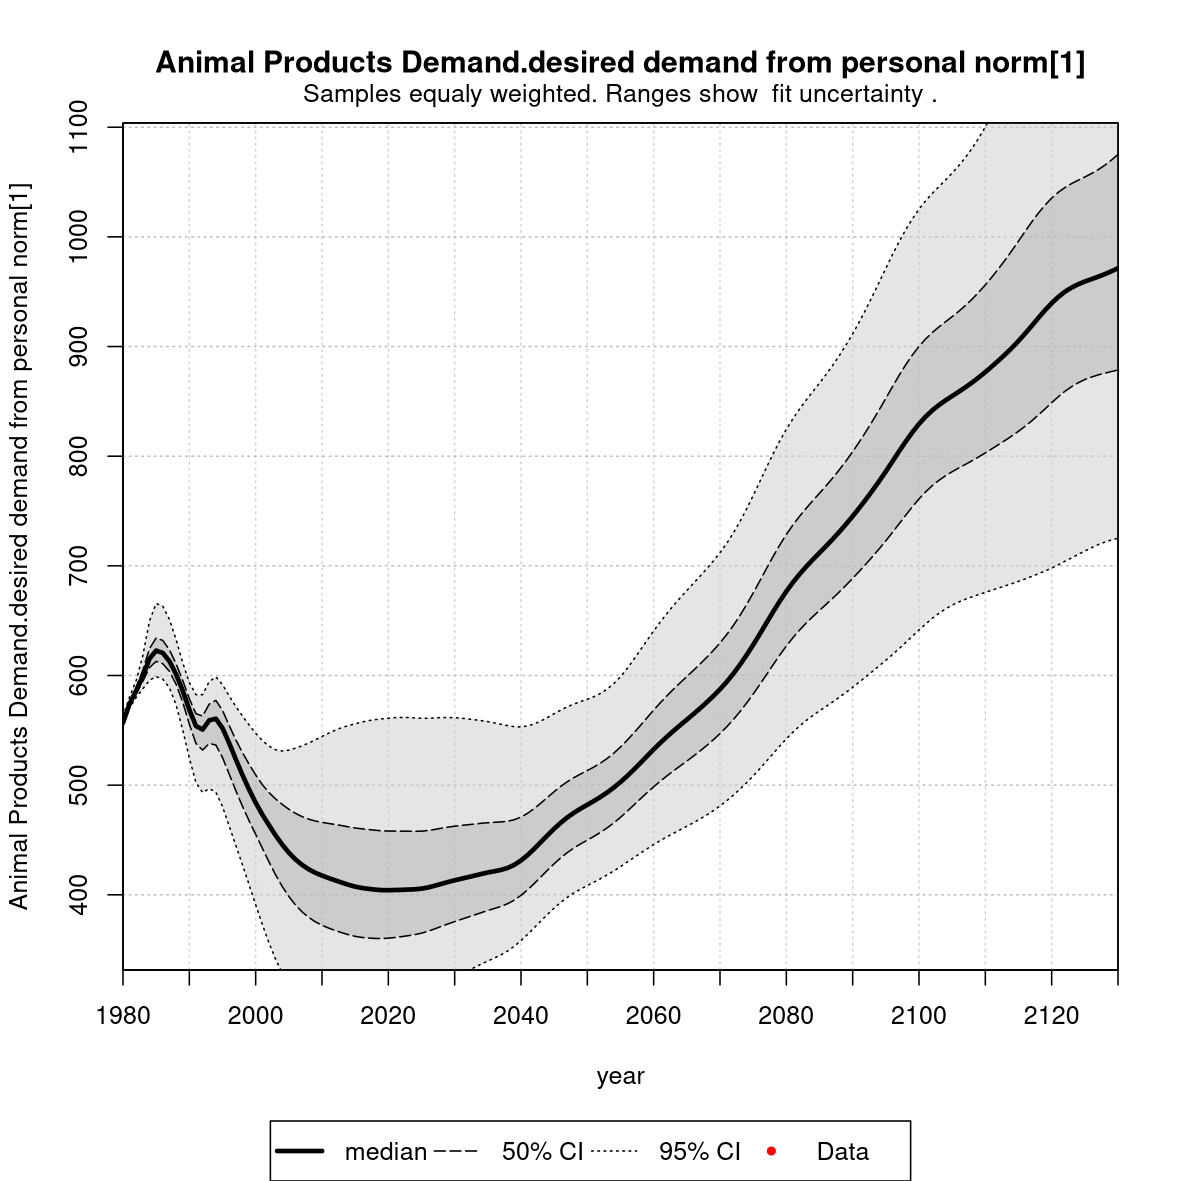 Animal Products Demand.desired demand from personal norm[1]
Samples equaly weighted. Ranges show  fit uncertainty .
Animal Products Demand.desired demand from personal norm[1]
1100
1000
900
800
700
600
500
400
1980 2000 2020 2040 2060 2080 2100 2120
year
median 50% CI 95% CI Data